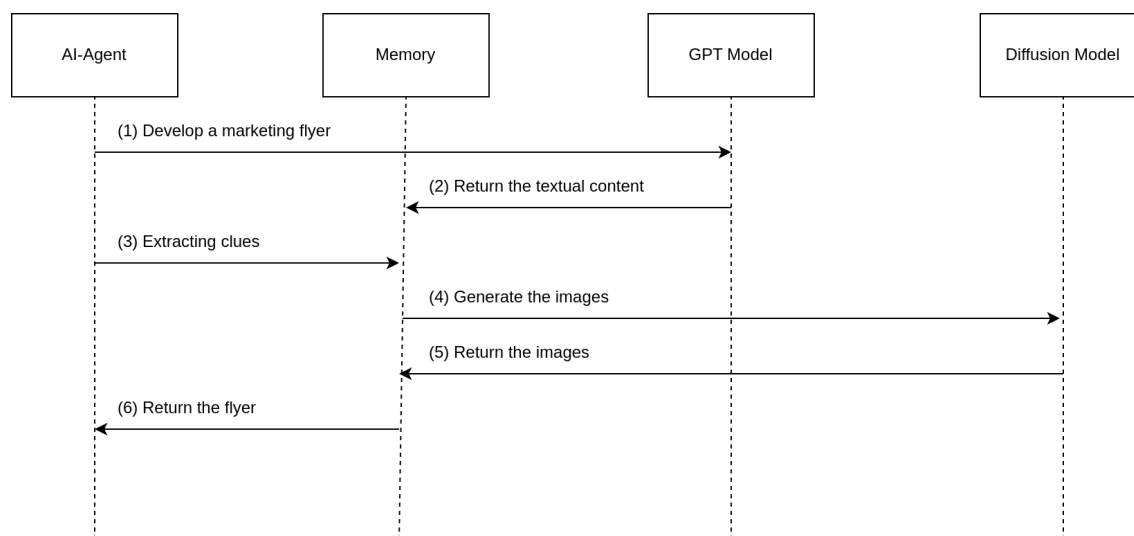 AI-Agent
Memory
GPT Model
Diffusion Model
(1) Develop a marketing flyer
(2) Return the textual content
(3) Extracting clues
(4) Generate the images
(5) Return the images
(6) Return the flyer